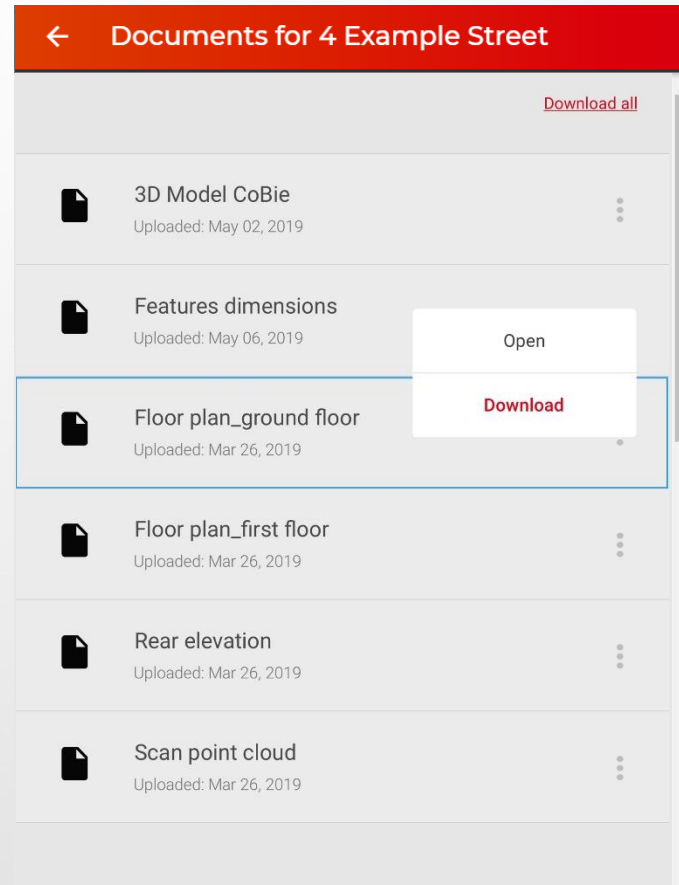 Documents for 4 Example Street
Download all
3D Model CoBie
Uploaded: May 02, 2019
Features dimensions
Uploaded: May 06, 2019
Open
Download
Floor plan_ground floor
Uploaded: Mar 26, 2019
Floor plan_first floor
Uploaded: Mar 26, 2019
Rear elevation
Uploaded: Mar 26, 2019
Scan point cloud
Uploaded: Mar 26, 2019